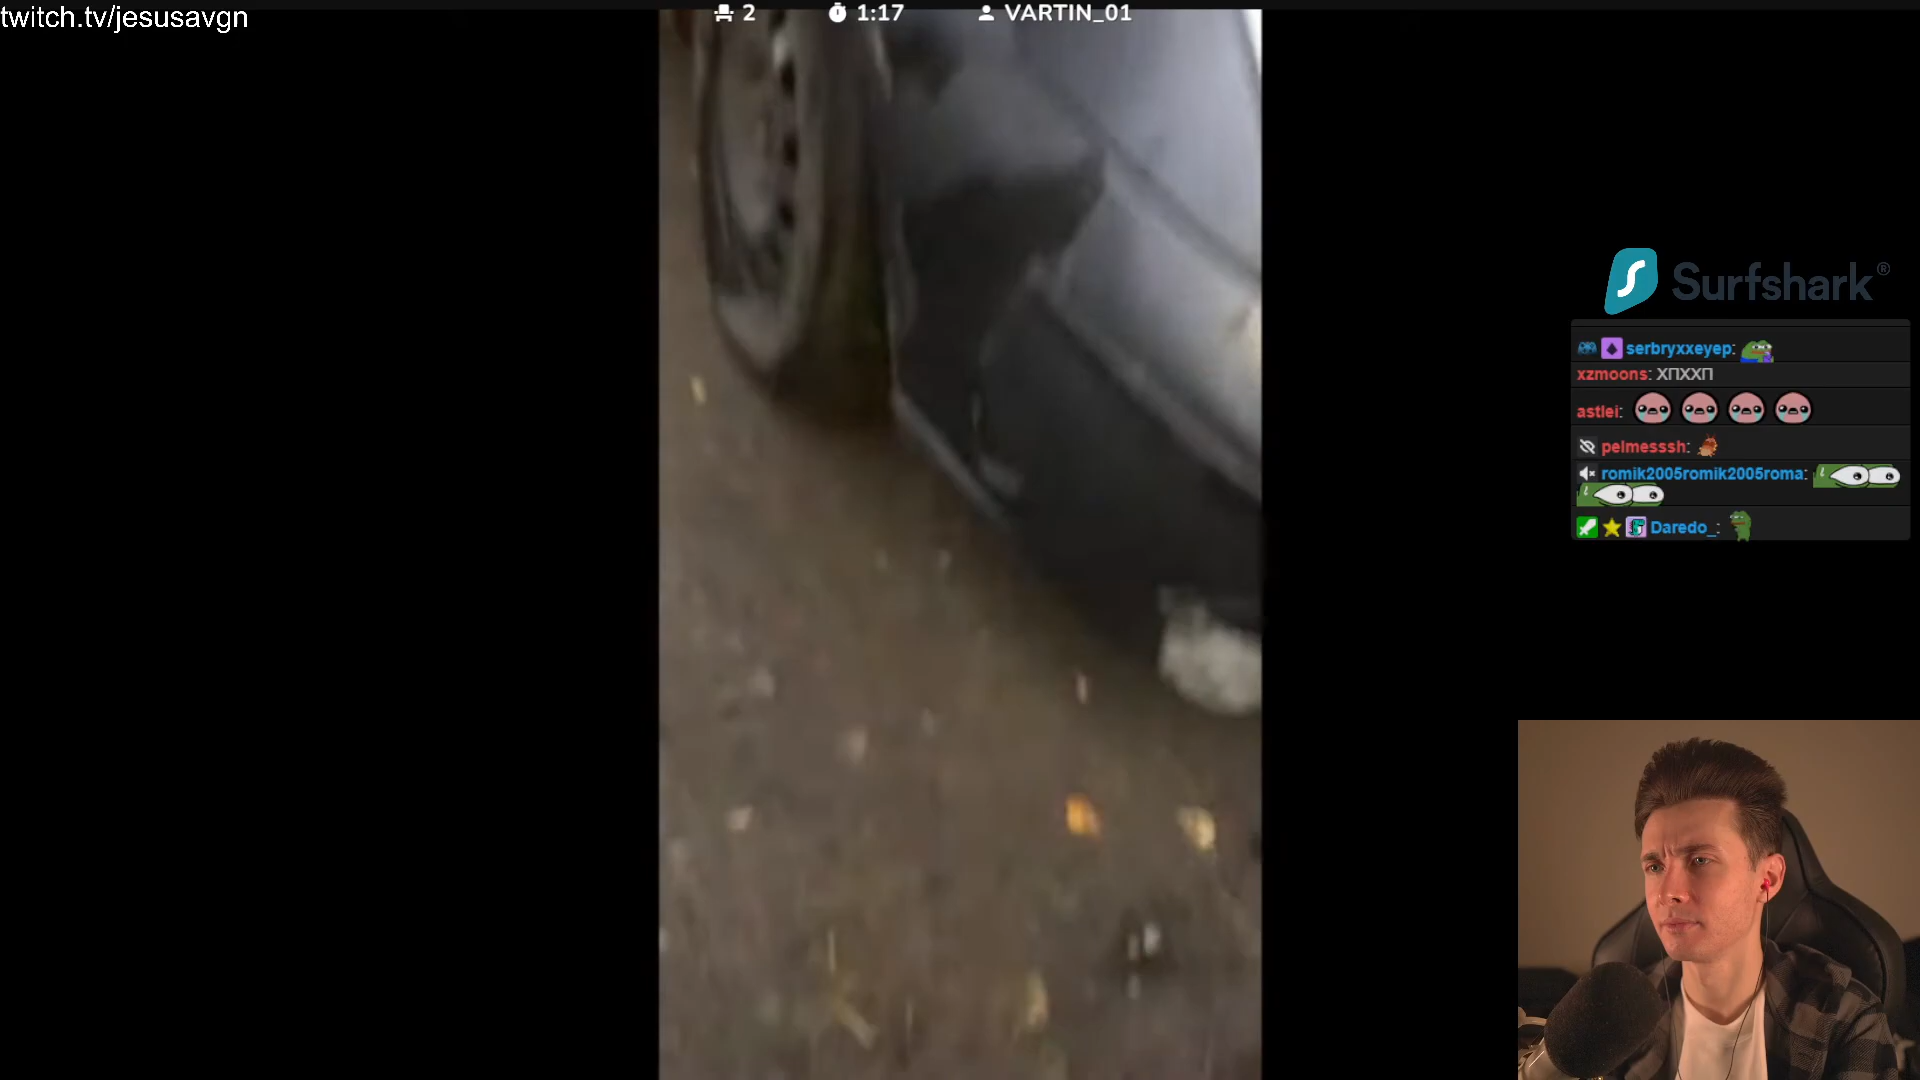 twitch.tv/jesusavgn
2 1:17 VARTIN_01
Surfshark®
serbryxxeyep:
xzmoons: ХПХХП
astlei:
pelmesssh:
romik2005romik2005roma:
Daredo_: